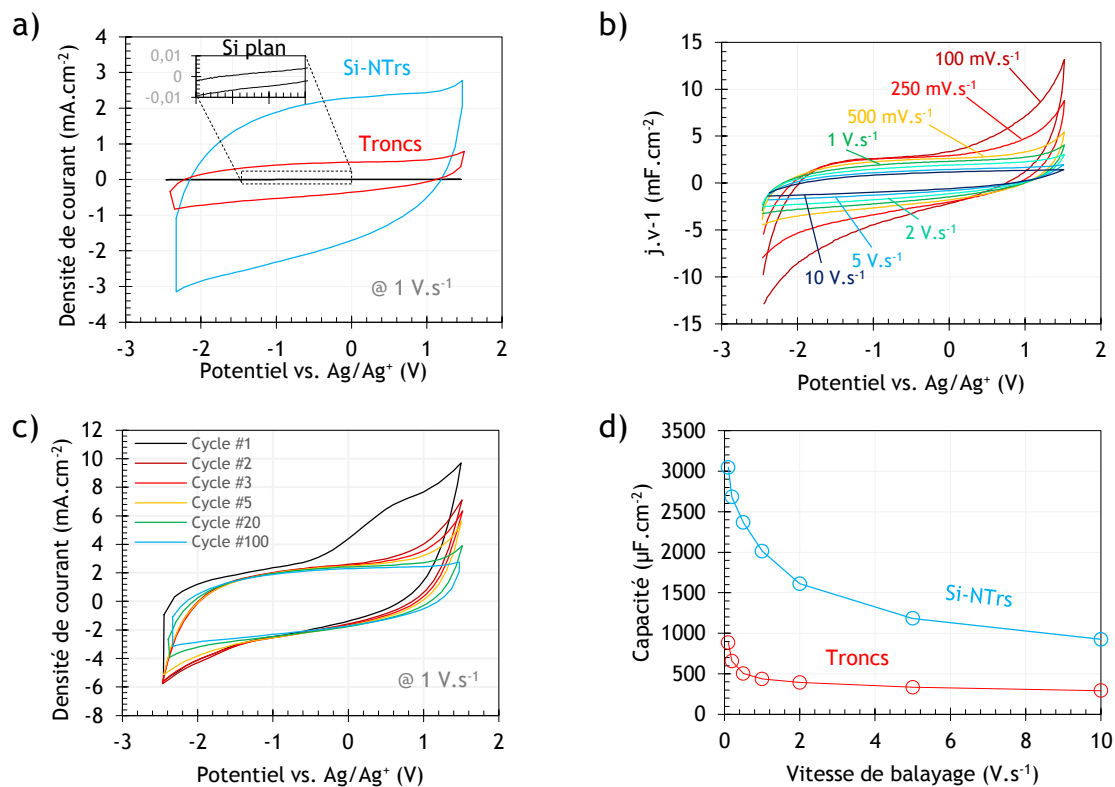 a)
4
3
2
1
0
-1
-2
-3
-4
-3
-2
-1
0
1
2
Densité de courant (mA.cm⁻²)
Potentiel vs. Ag/Ag⁺ (V)
Si plan
0,01
0
-0,01
Si-NTrs
Troncs
@ 1 V.s⁻¹
b)
15
10
5
0
-5
-10
-15
-3
-2
-1
0
1
2
j.v-1 (mF.cm⁻²)
Potentiel vs. Ag/Ag⁺ (V)
100 mV.s⁻¹
250 mV.s⁻¹
500 mV.s⁻¹
1 V.s⁻¹
2 V.s⁻¹
5 V.s⁻¹
10 V.s⁻¹
c)
12
10
8
6
4
2
0
-2
-4
-6
-8
-3
-2
-1
0
1
2
Densité de courant (mA.cm⁻²)
Potentiel vs. Ag/Ag⁺ (V)
Cycle #1
Cycle #2
Cycle #3
Cycle #5
Cycle #20
Cycle #100
@ 1 V.s⁻¹
d)
3500
3000
2500
2000
1500
1000
500
0
0
2
4
6
8
10
Capacité (µF.cm⁻²)
Vitesse de balayage (V.s⁻¹)
Si-NTrs
Troncs